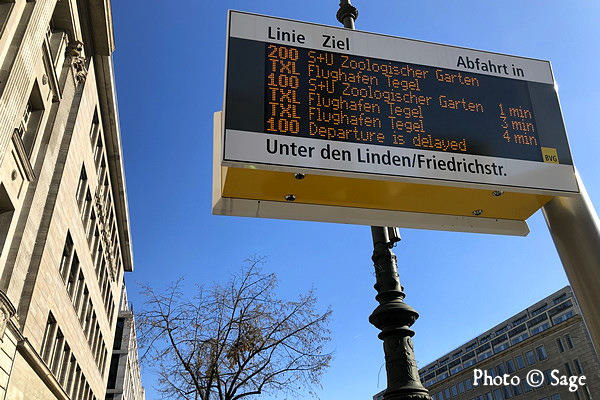 Linie Ziel Abfahrt in
200 S+U Zoologischer Garten
TXL Flughafen Tegel
100 S+U Zoologischer Garten 1 min
TXL Flughafen Tegel 3 min
TXL Flughafen Tegel 4 min
100 Departure is delayed
Unter den Linden/Friedrichstr.
BVG
Photo © Sage